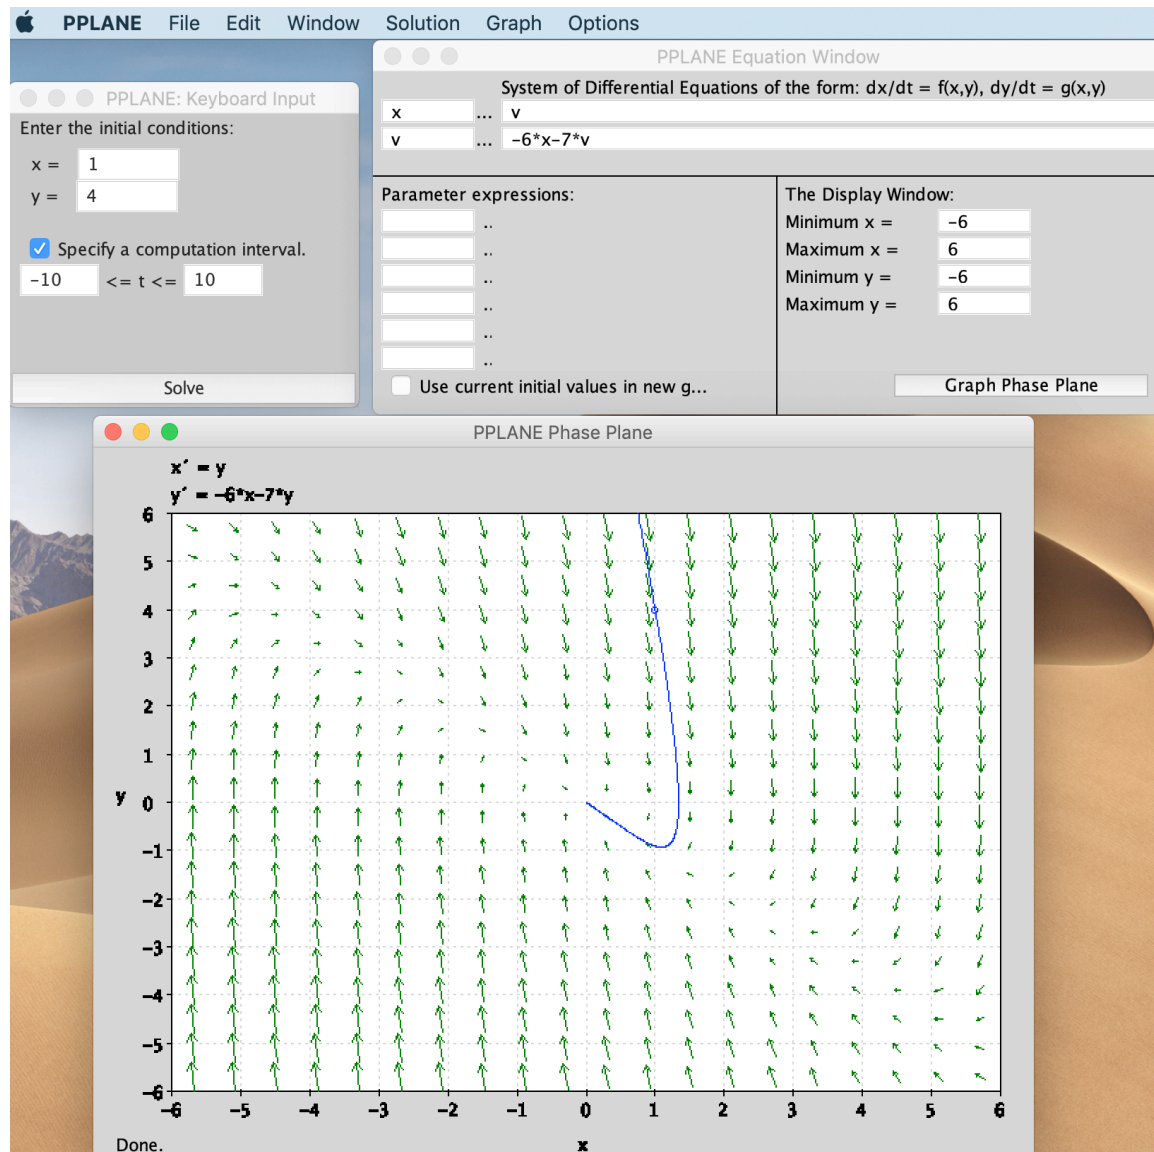 PPLANE File Edit Window Solution Graph Options
PPLANE: Keyboard Input
Enter the initial conditions:
x = 1
y = 4
Specify a computation interval.
-10 <= t <= 10
Solve
PPLANE Equation Window
System of Differential Equations of the form: dx/dt = f(x,y), dy/dt = g(x,y)
x ... v
v ... -6*x-7*v
Parameter expressions:
..
..
..
..
..
..
Use current initial values in new g...
The Display Window:
Minimum x = -6
Maximum x = 6
Minimum y = -6
Maximum y = 6
Graph Phase Plane
PPLANE Phase Plane
x´ = y
y´ = -6*x-7*y
6
5
4
3
2
1
y 0
-1
-2
-3
-4
-5
-6
-6 -5 -4 -3 -2 -1 0 1 2 3 4 5 6
Done. x